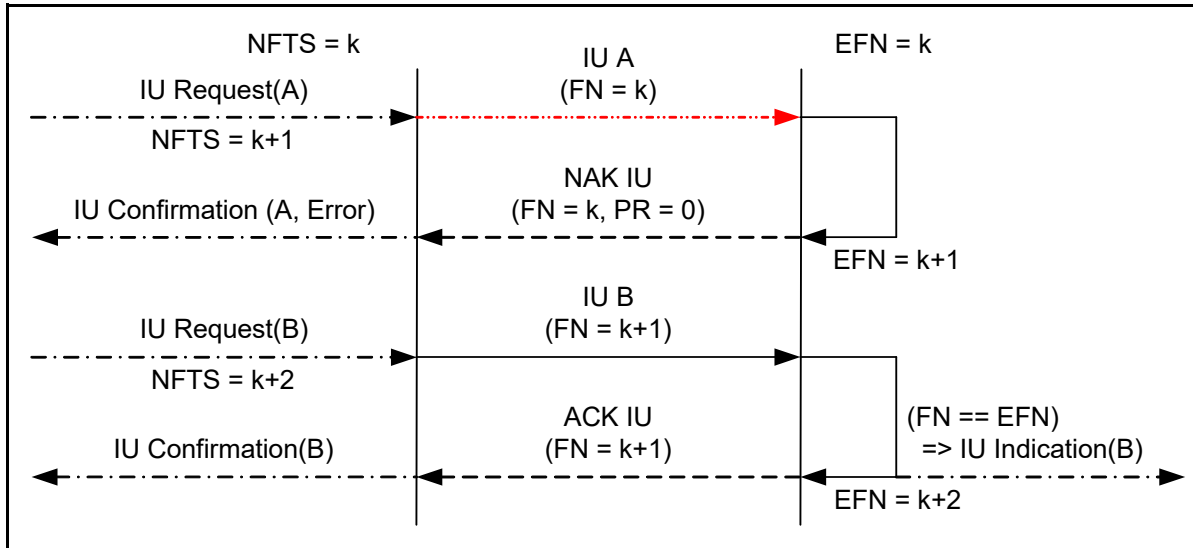 NFTS = k
EFN = k
IU A
IU Request(A)
(FN = k)
NFTS = k+1
NAK IU
IU Confirmation (A, Error)
(FN = k, PR = 0)
EFN = k+1
IU B
IU Request(B)
(FN = k+1)
NFTS = k+2
ACK IU
(FN == EFN)
IU Confirmation(B)
(FN = k+1)
=> IU Indication(B)
EFN = k+2